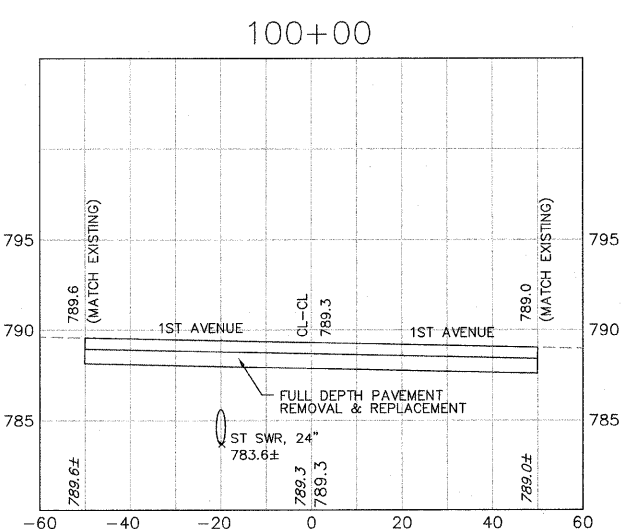 100+00
795
790
785
795
790
785
789.6
(MATCH EXISTING)
1ST AVENUE
CL-CL
789.3
1ST AVENUE
789.0
(MATCH EXISTING)
FULL DEPTH PAVEMENT
REMOVAL & REPLACEMENT
ST SWR, 24"
783.6±
789.6±
789.3
789.3
789.0±
-60
-40
-20
0
20
40
60